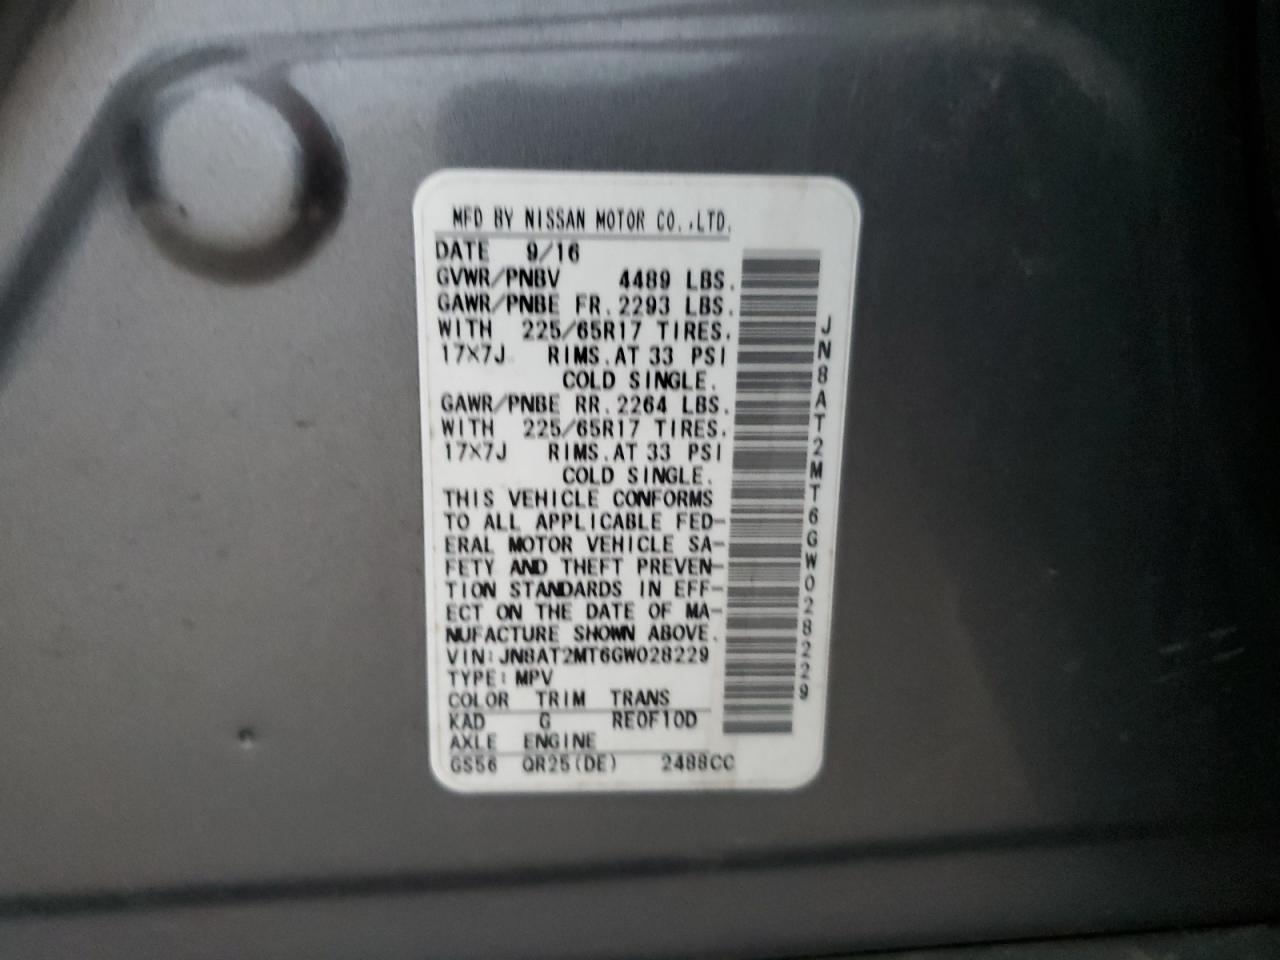 MFD BY NISSAN MOTOR CO.,LTD.
DATE 9/16
GVWR/PNBV 4489 LBS.
GAWR/PNBE FR. 2293 LBS.
WITH 225/65R17 TIRES.
17×7J RIMS. AT 33 PSI
COLD SINGLE.
GAWR/PNBE RR. 2264 LBS.
WITH 225/65R17 TIRES.
17×7J RIMS. AT 33 PSI
COLD SINGLE.
THIS VEHICLE CONFORMS
TO ALL APPLICABLE FED-
ERAL MOTOR VEHICLE SA-
FETY AND THEFT PREVEN-
TION STANDARDS IN EFF-
ECT ON THE DATE OF MA-
NUFACTURE SHOWN ABOVE.
VIN: JN8AT2MT6GW028229
TYPE: MPV
COLOR TRIM TRANS
KAD G RE0F10D
AXLE ENGINE
GS56 QR25(DE) 2488CC
JN8AT2MT6GW028229